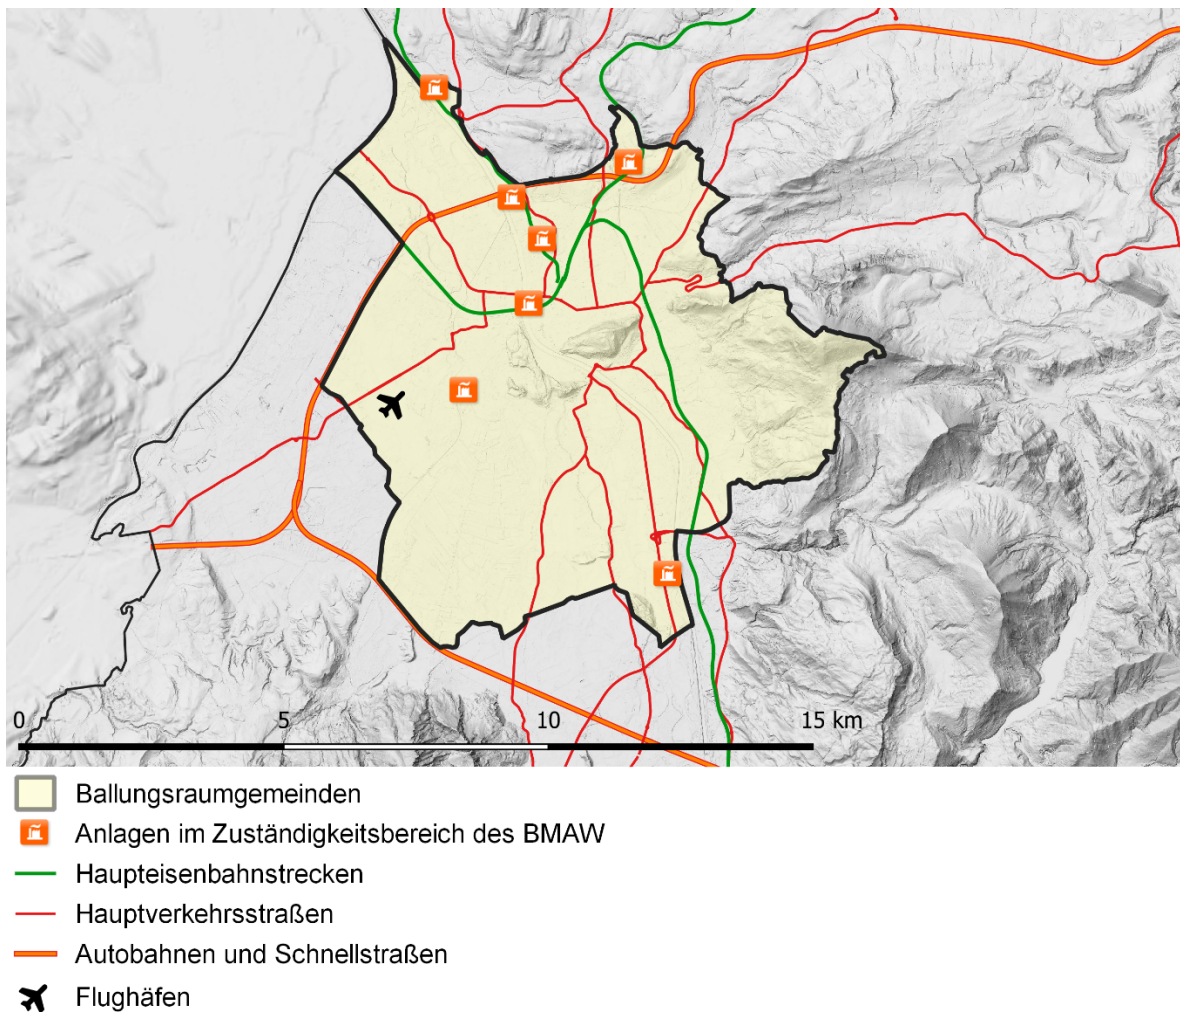 0 5 10 15 km
Ballungsraumgemeinden
Anlagen im Zuständigkeitsbereich des BMAW
Haupteisenbahnstrecken
Hauptverkehrsstraßen
Autobahnen und Schnellstraßen
Flughäfen